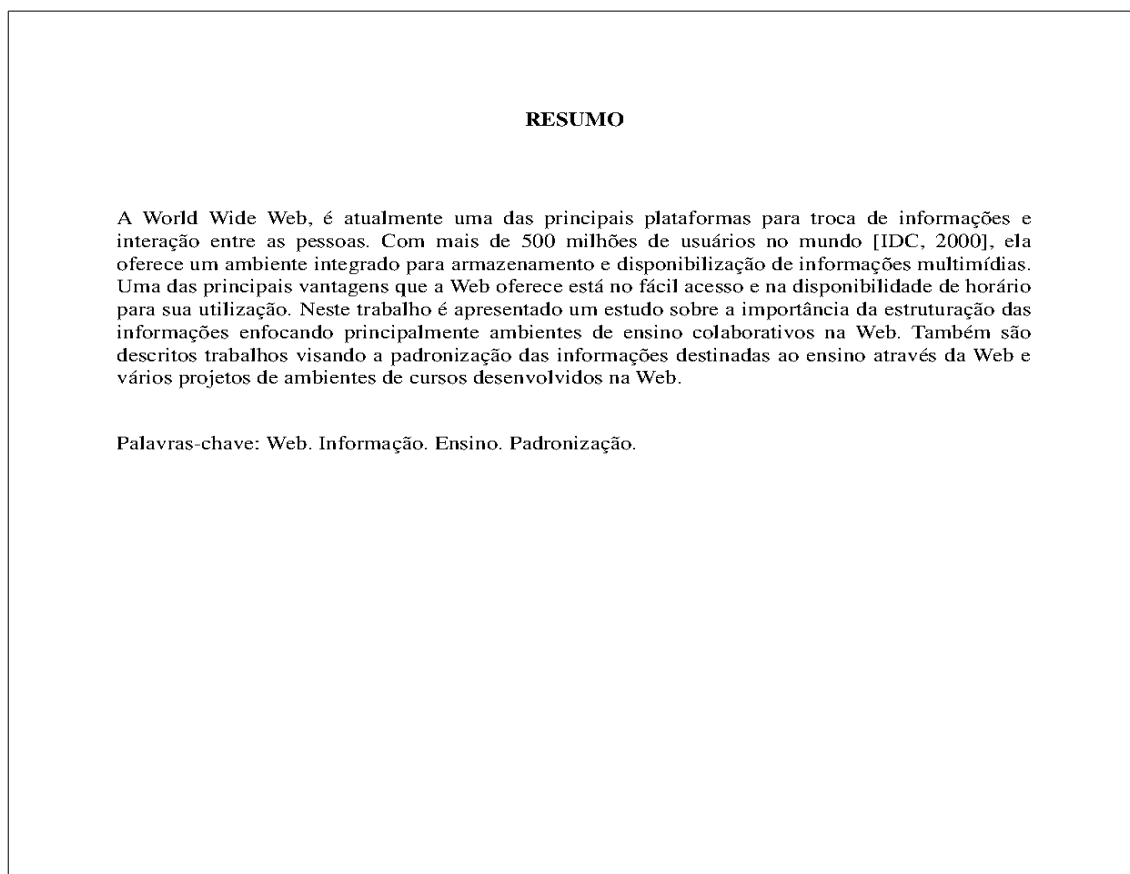 RESUMO
A World Wide Web, é atualmente uma das principais plataformas para troca de informações e
interação entre as pessoas. Com mais de 500 milhões de usuários no mundo [IDC, 2000], ela
oferece um ambiente integrado para armazenamento e disponibilização de informações multimídias.
Uma das principais vantagens que a Web oferece está no fácil acesso e na disponibilidade de horário
para sua utilização. Neste trabalho é apresentado um estudo sobre a importância da estruturação das
informações enfocando principalmente ambientes de ensino colaborativos na Web. Também são
descritos trabalhos visando a padronização das informações destinadas ao ensino através da Web e
vários projetos de ambientes de cursos desenvolvidos na Web.
Palavras-chave: Web. Informação. Ensino. Padronização.